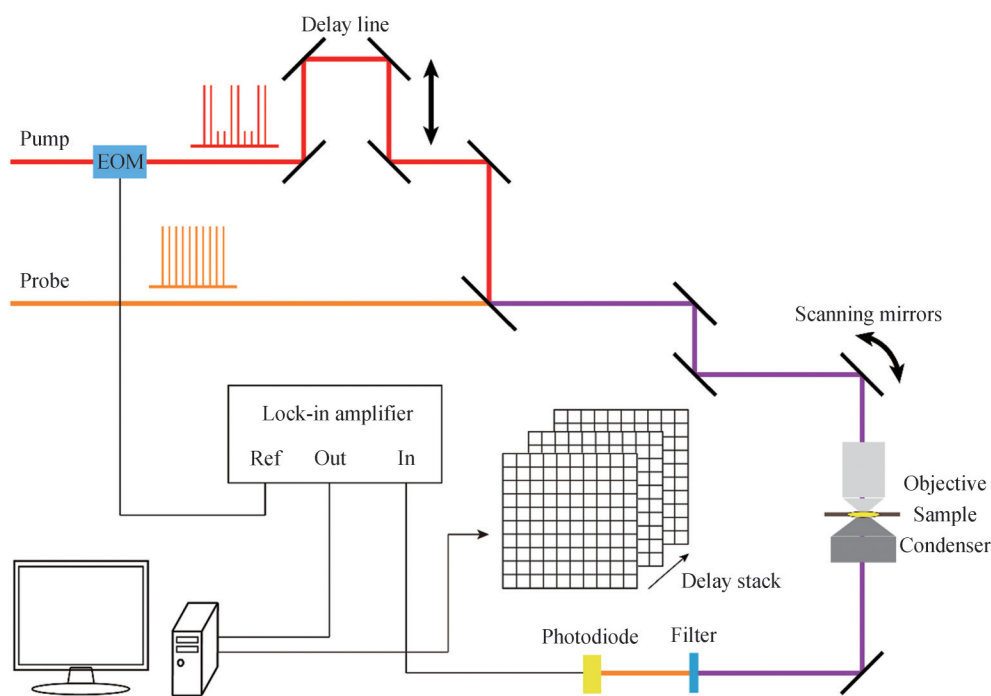 Delay line
Pump
EOM
Probe
Scanning mirrors
Lock-in amplifier
Ref Out In
Objective
Sample
Condenser
Delay stack
Photodiode
Filter